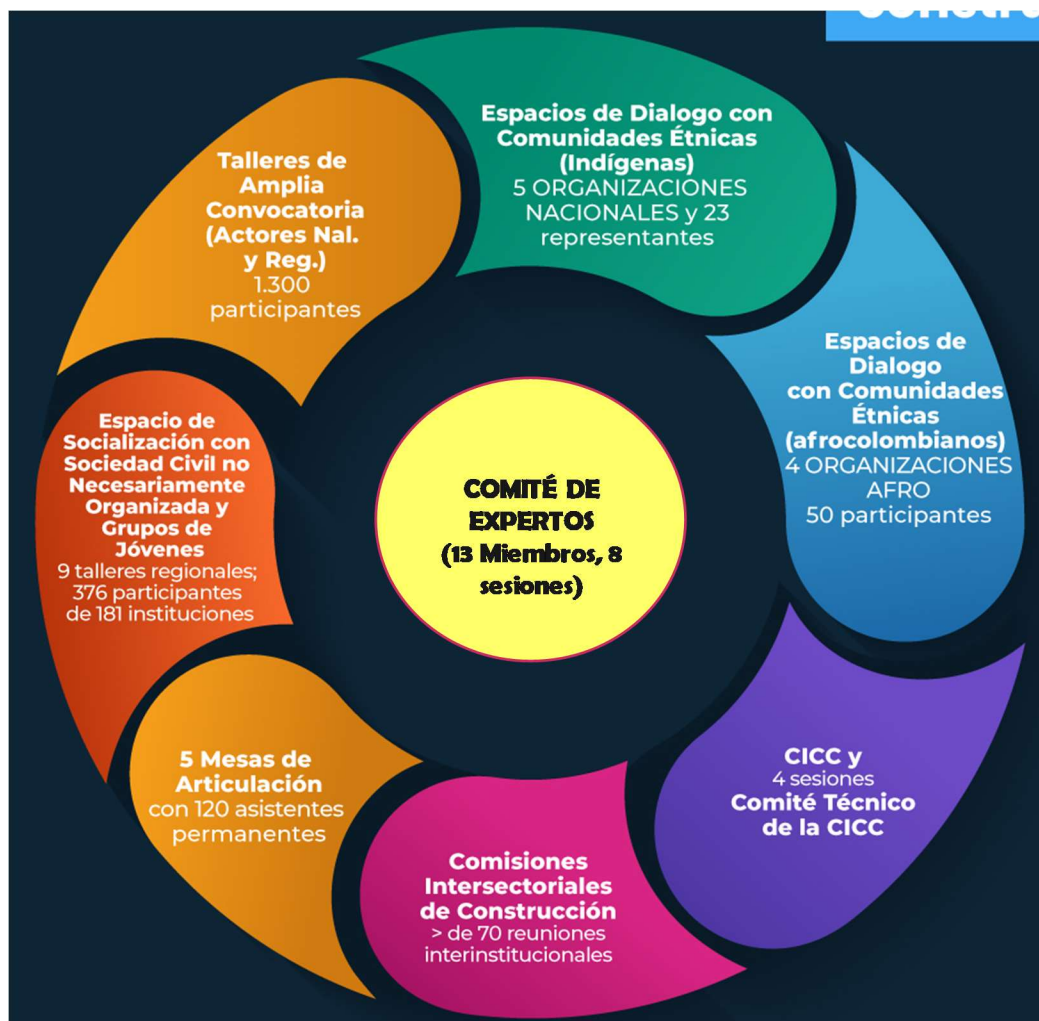 Espacios de Dialogo con
Comunidades Étnicas
(Indígenas)
5 ORGANIZACIONES
NACIONALES y 23
representantes
Talleres de
Amplia
Convocatoria
(Actores Nal.
y Reg.)
1.300
participantes
Espacios de
Dialogo
con Comunidades
Étnicas
(afrocolombianos)
4 ORGANIZACIONES
AFRO
50 participantes
Espacio de
Socialización con
Sociedad Civil no
Necesariamente
Organizada y
Grupos de
Jóvenes
9 talleres regionales;
376 participantes
de 181 instituciones
COMITÉ DE
EXPERTOS
(13 Miembros, 8
sesiones)
5 Mesas de
Articulación
con 120 asistentes
permanentes
CICC y
4 sesiones
Comité Técnico
de la CICC
Comisiones
Intersectoriales
de Construcción
> de 70 reuniones
interinstitucionales